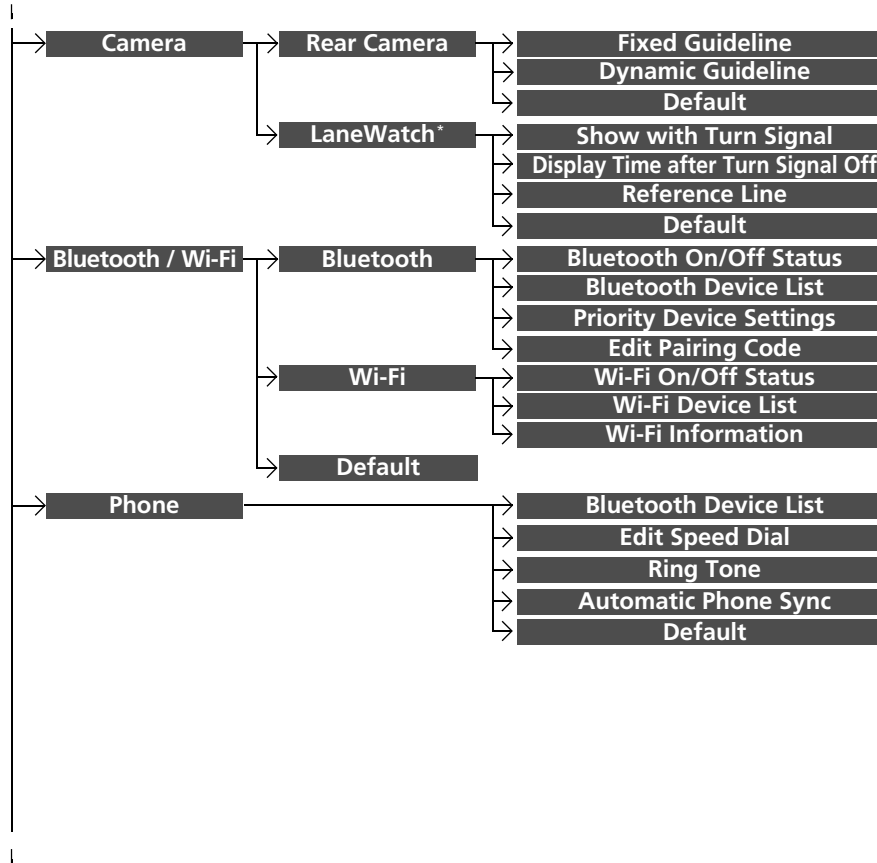 Camera
Rear Camera
Fixed Guideline
Dynamic Guideline
Default
LaneWatch*
Show with Turn Signal
Display Time after Turn Signal Off
Reference Line
Default
Bluetooth / Wi-Fi
Bluetooth
Bluetooth On/Off Status
Bluetooth Device List
Priority Device Settings
Edit Pairing Code
Wi-Fi
Wi-Fi On/Off Status
Wi-Fi Device List
Wi-Fi Information
Default
Phone
Bluetooth Device List
Edit Speed Dial
Ring Tone
Automatic Phone Sync
Default